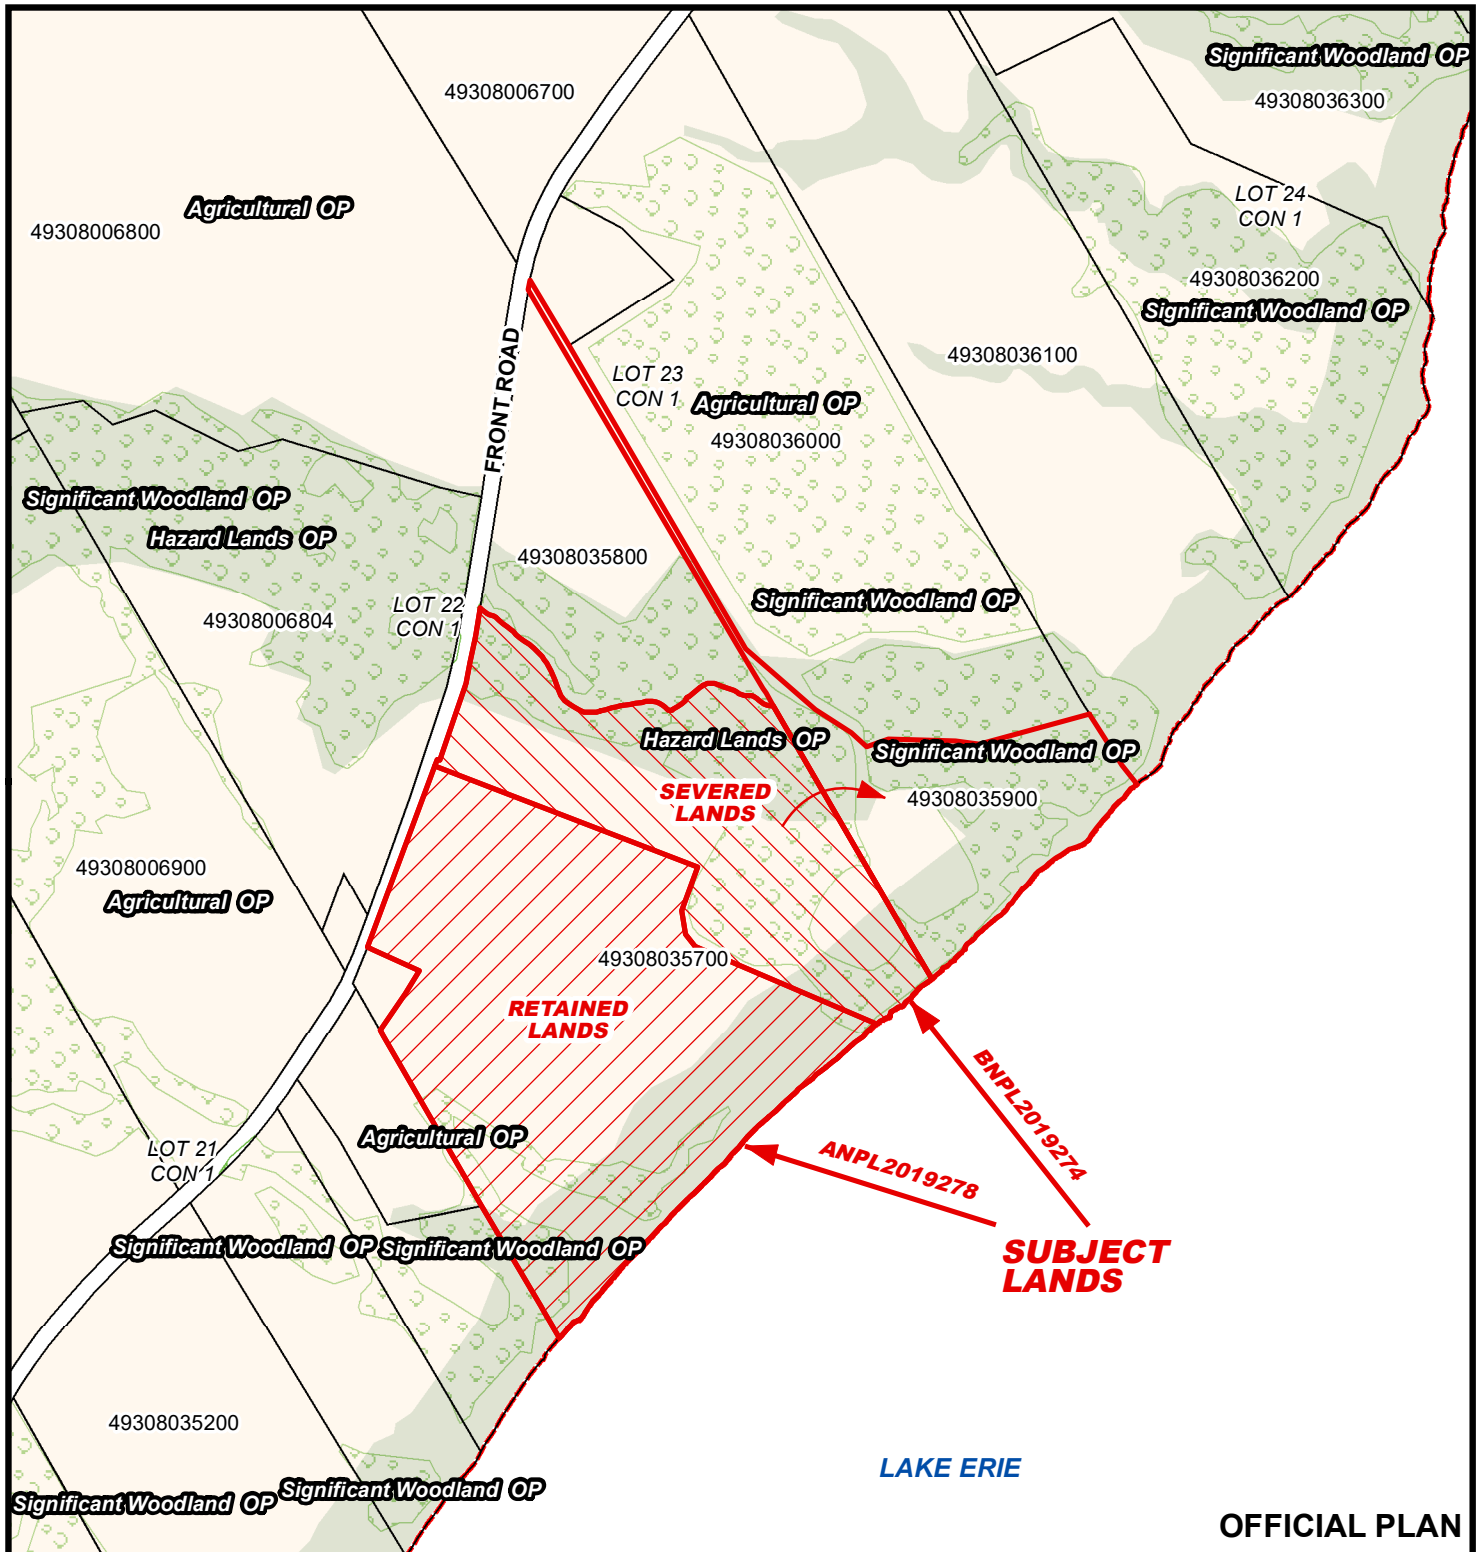 Significant Woodland OP
49308006700
49308036300
LOT 24
CON 1
Agricultural OP
49308006800
49308036200
Significant Woodland OP
FRONT ROAD
49308036100
LOT 23
CON 1
Agricultural OP
49308036000
Significant Woodland OP
Hazard Lands OP
49308035800
LOT 22
CON 1
49308006804
Significant Woodland OP
Hazard Lands OP
Significant Woodland OP
SEVERED
LANDS
49308035900
49308006900
Agricultural OP
49308035700
RETAINED
LANDS
BNPL2019274
ANPL2019278
Agricultural OP
LOT 21
CON 1
Significant Woodland OP
Significant Woodland OP
SUBJECT
LANDS
49308035200
LAKE ERIE
Significant Woodland OP
Significant Woodland OP
OFFICIAL PLAN